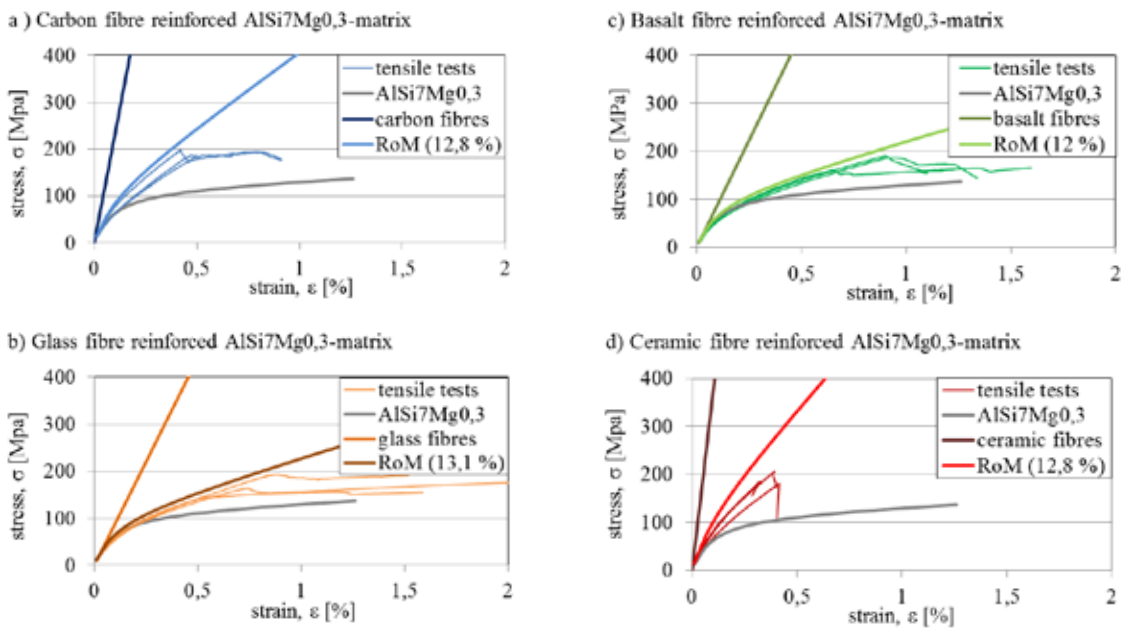 a ) Carbon fibre reinforced AlSi7Mg0,3-matrix
stress, σ [Mpa]
400
300
200
100
0
tensile tests
AlSi7Mg0,3
carbon fibres
RoM (12,8 %)
0 0,5 1 1,5 2
strain, ε [%]
c) Basalt fibre reinforced AlSi7Mg0,3-matrix
stress, σ [MPa]
400
300
200
100
0
tensile tests
AlSi7Mg0,3
basalt fibres
RoM (12 %)
0 0,5 1 1,5 2
strain, ε [%]
b) Glass fibre reinforced AlSi7Mg0,3-matrix
stress, σ [Mpa]
400
300
200
100
0
tensile tests
AlSi7Mg0,3
glass fibres
RoM (13,1 %)
0 0,5 1 1,5 2
strain, ε [%]
d) Ceramic fibre reinforced AlSi7Mg0,3-matrix
stress, σ [Mpa]
400
300
200
100
0
tensile tests
AlSi7Mg0,3
ceramic fibres
RoM (12,8 %)
0 0,5 1 1,5 2
strain, ε [%]